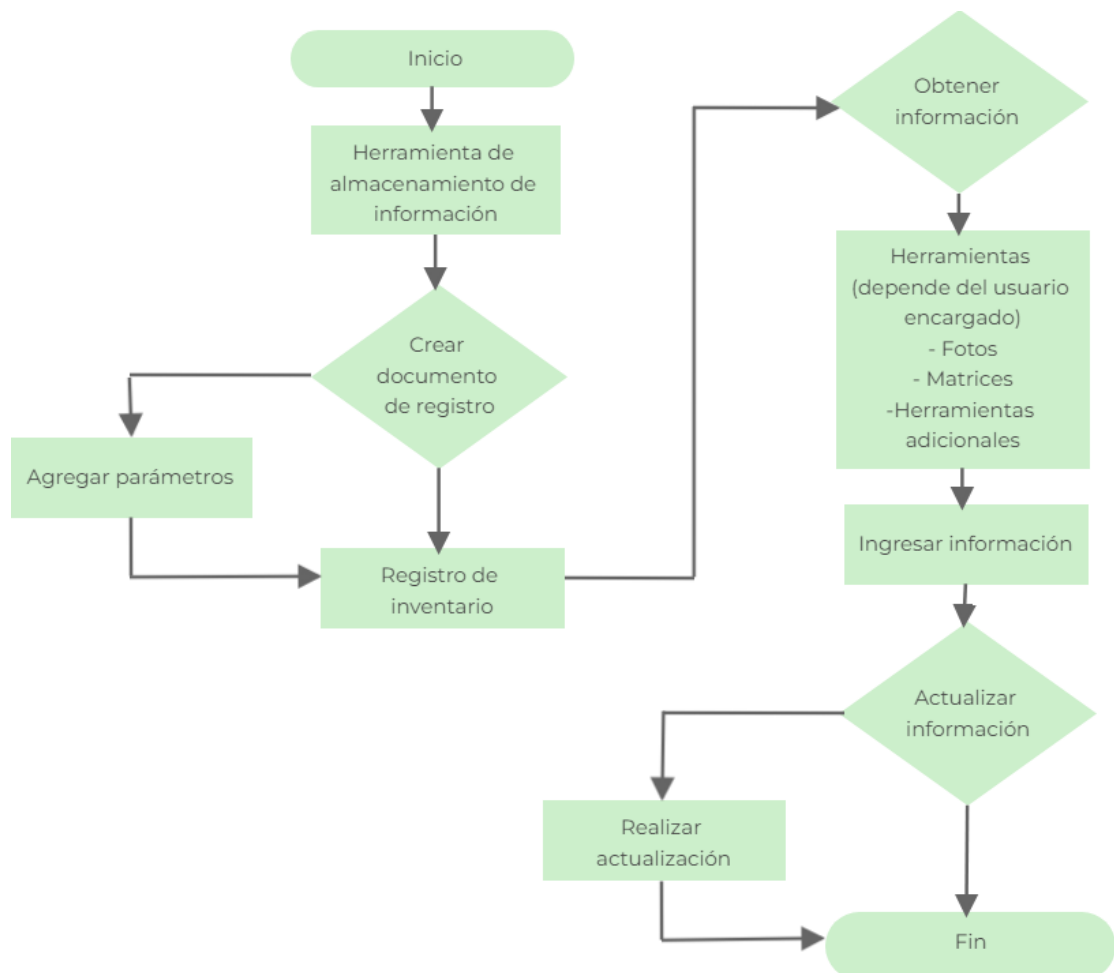 Inicio
Herramienta de
almacenamiento de
información
Crear
documento
de registro
Agregar parámetros
Registro de
inventario
Obtener
información
Herramientas
(depende del usuario
encargado)
- Fotos
- Matrices
-Herramientas
adicionales
Ingresar información
Actualizar
información
Realizar
actualización
Fin